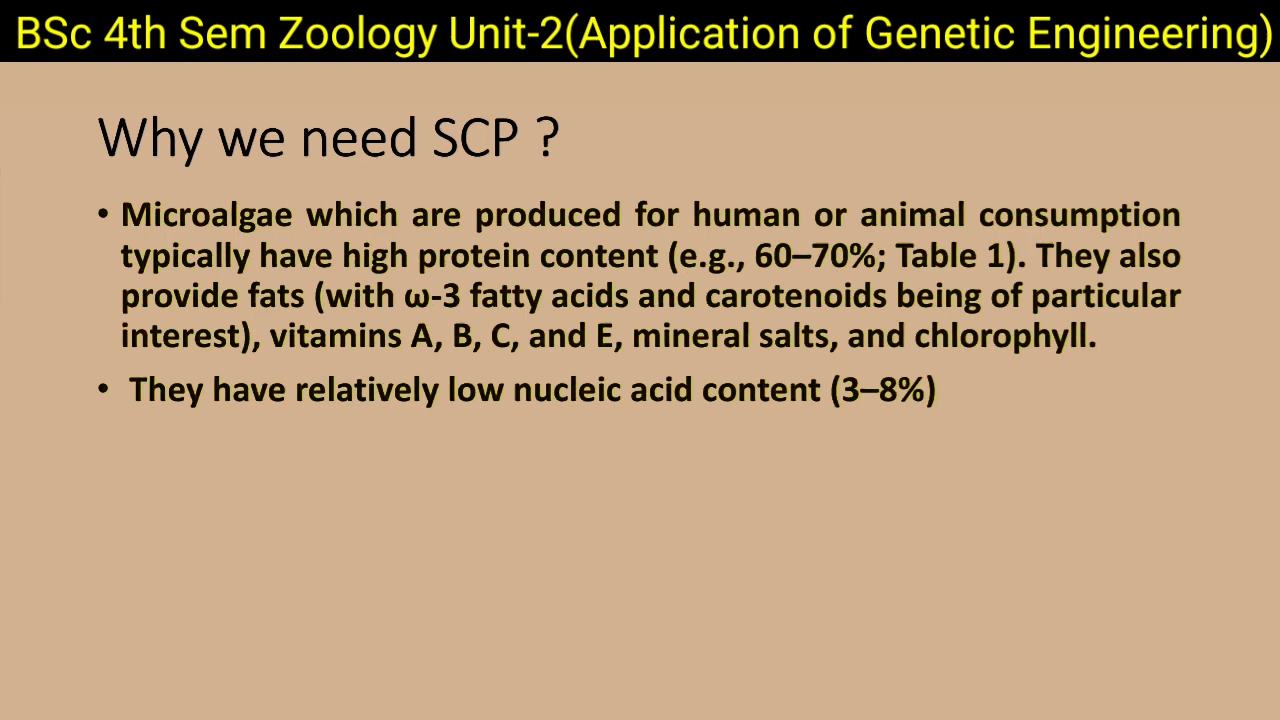 BSc 4th Sem Zoology Unit-2(Application of Genetic Engineering)
Why we need SCP ?
• Microalgae which are produced for human or animal consumption
typically have high protein content (e.g., 60–70%; Table 1). They also
provide fats (with ω-3 fatty acids and carotenoids being of particular
interest), vitamins A, B, C, and E, mineral salts, and chlorophyll.
• They have relatively low nucleic acid content (3–8%)